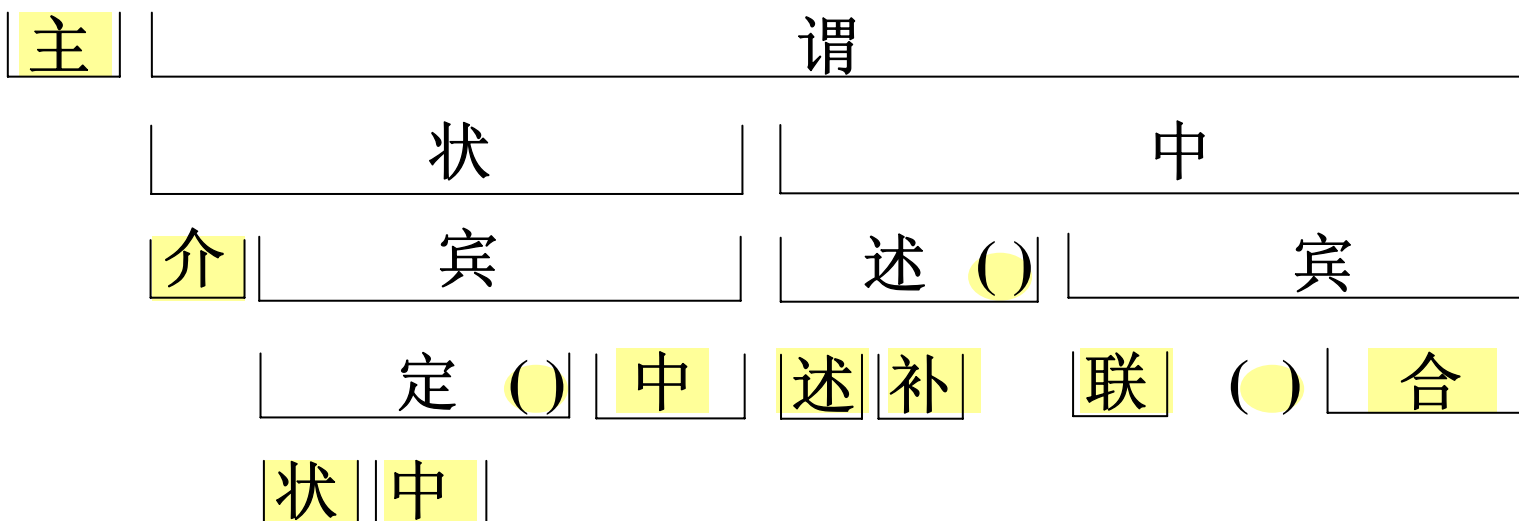 主 谓
状 中
介 宾 述 () 宾
定 () 中 述 补 联 ( ) 合
状 中